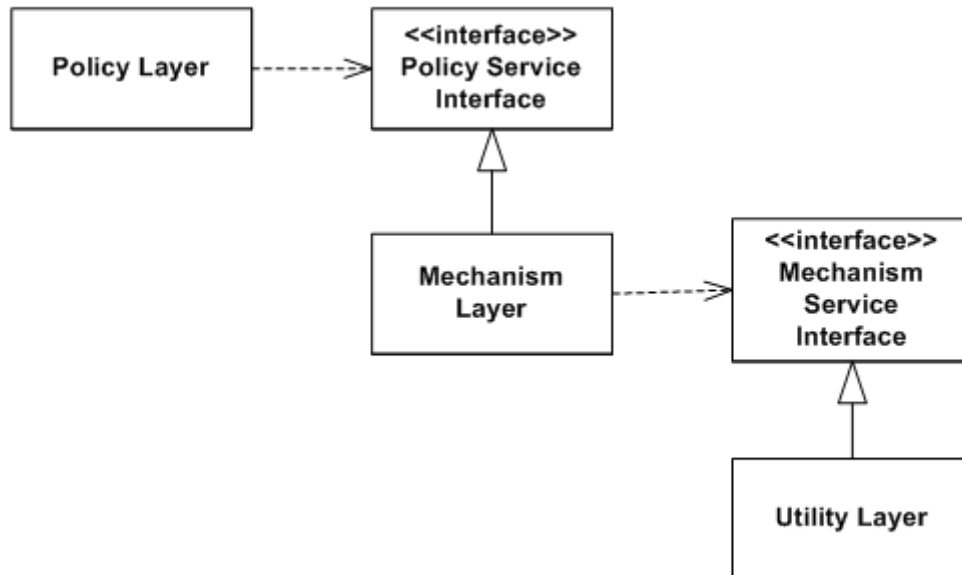 Policy Layer
<<interface>>
Policy Service
Interface
Mechanism
Layer
<<interface>>
Mechanism
Service
Interface
Utility Layer